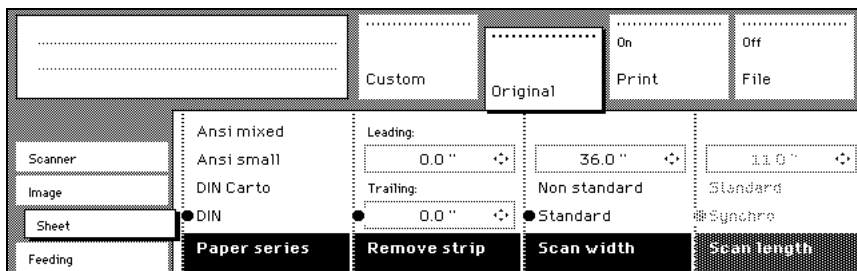 On
Off
Custom
Original
Print
File
Scanner
Image
Sheet
Feeding
Ansi mixed
Ansi small
DIN Carto
DIN
Paper series
Leading:
0.0 "
Trailing:
0.0 "
Remove strip
36.0 "
Non standard
Standard
Scan width
11.0 "
Standard
Synchro
Scan length